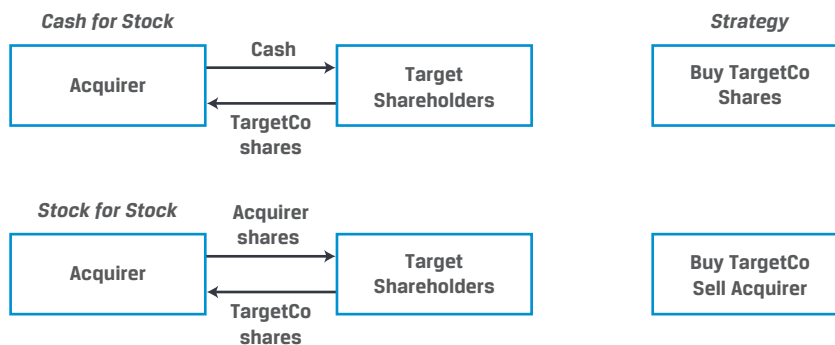 Cash for Stock
Strategy
Acquirer
Cash
TargetCo
shares
Target
Shareholders
Buy TargetCo
Shares
Stock for Stock
Acquirer
Acquirer
shares
TargetCo
shares
Target
Shareholders
Buy TargetCo
Sell Acquirer